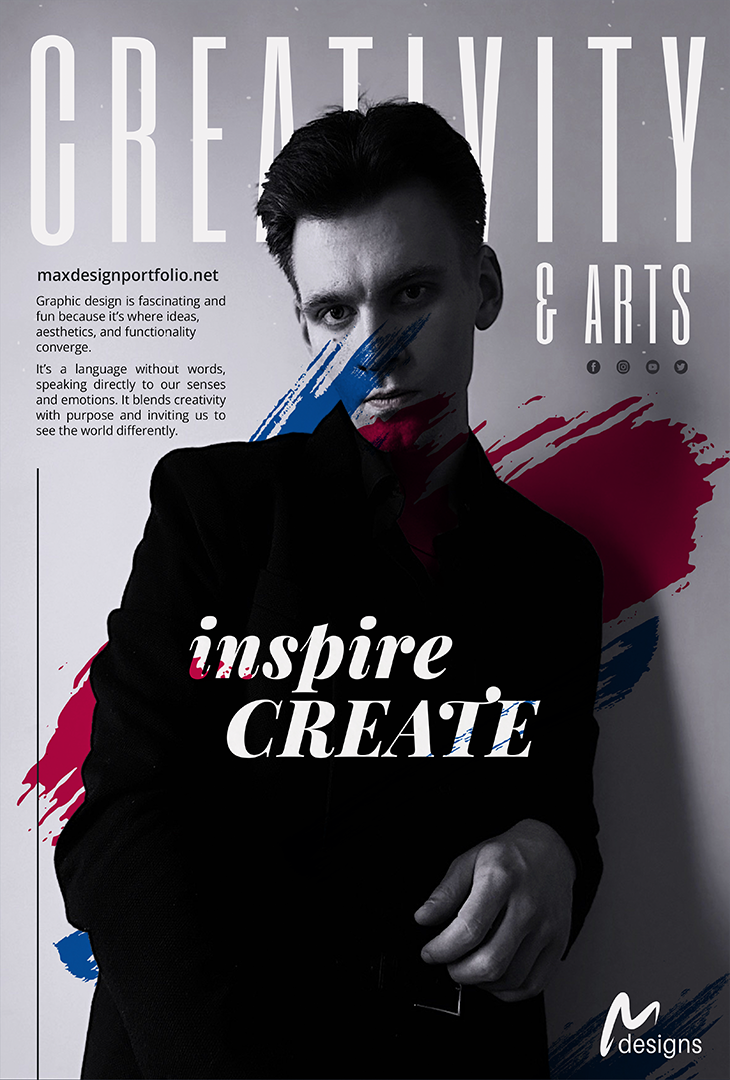 CREATIVITY
& ARTS
maxdesignportfolio.net
Graphic design is fascinating and
fun because it’s where ideas,
aesthetics, and functionality
converge.
It’s a language without words,
speaking directly to our senses
and emotions. It blends creativity
with purpose and inviting us to
see the world differently.
inspire
CREATE
M
designs